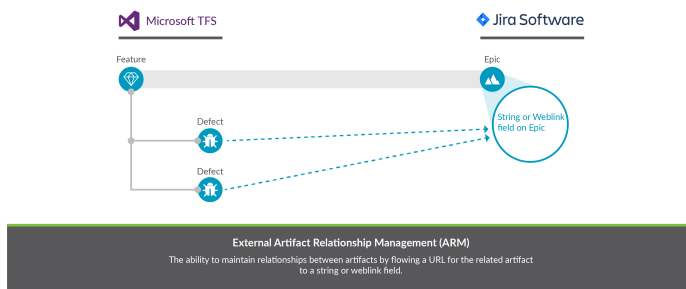 Microsoft TFS
Jira Software
Feature
Epic
Defect
String or Weblink
field on Epic
Defect
External Artifact Relationship Management (ARM)
The ability to maintain relationships between artifacts by flowing a URL for the related artifact
to a string or weblink field.